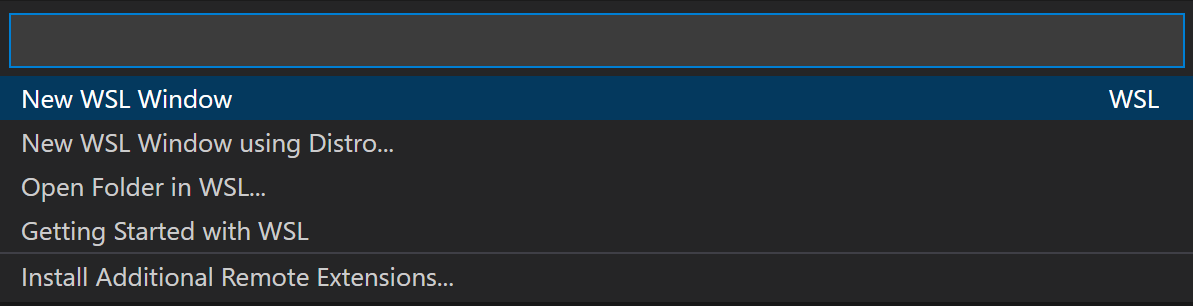 New WSL Window WSL
New WSL Window using Distro...
Open Folder in WSL...
Getting Started with WSL
Install Additional Remote Extensions...